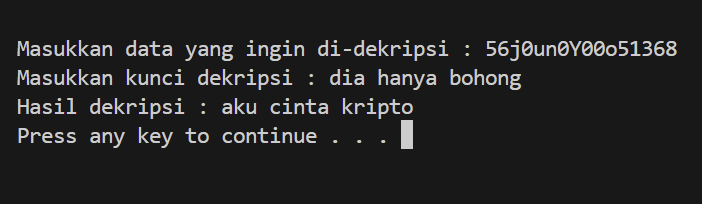 Masukkan data yang ingin di-dekripsi : 56j0un0Y00o51368
Masukkan kunci dekripsi : dia hanya bohong
Hasil dekripsi : aku cinta kripto
Press any key to continue . . .